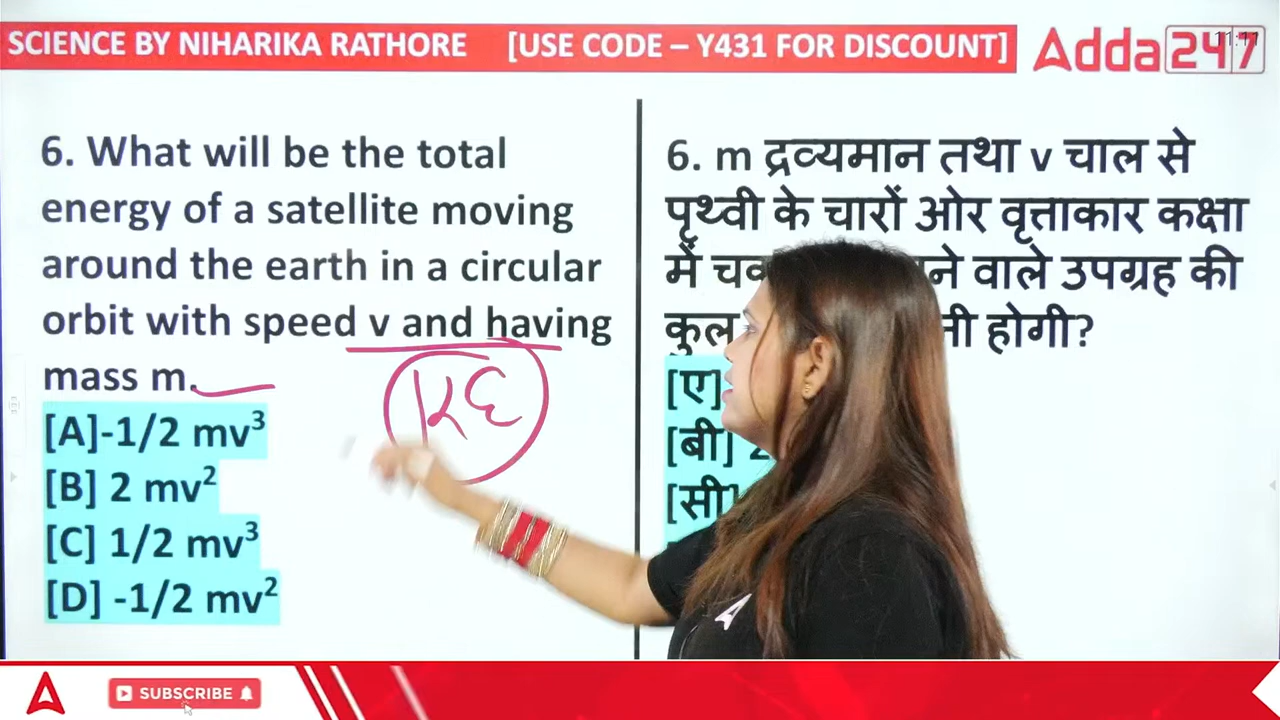 SCIENCE BY NIHARIKA RATHORE [USE CODE – Y431 FOR DISCOUNT]
Adda247
11:11
6. What will be the total
energy of a satellite moving
around the earth in a circular
orbit with speed v and having
mass m.
KE
[A]-1/2 mv³
[B] 2 mv²
[C] 1/2 mv³
[D] -1/2 mv²
6. m द्रव्यमान तथा v चाल से
पृथ्वी के चारों ओर वृत्ताकार कक्षा
में वाले उपग्रह की
कुल होगी?
[ए]
[बी]
[सी]
SUBSCRIBE